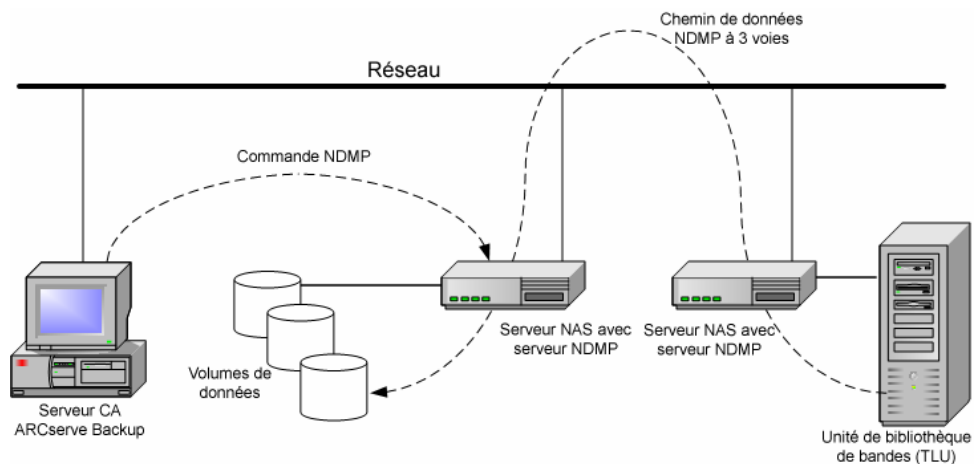 Chemin de données
NDMP à 3 voies
Réseau
Commande NDMP
Serveur NAS avec
serveur NDMP
Serveur NAS avec
serveur NDMP
Volumes de
données
Serveur CA
ARCserve Backup
Unité de bibliothèque
de bandes (TLU)